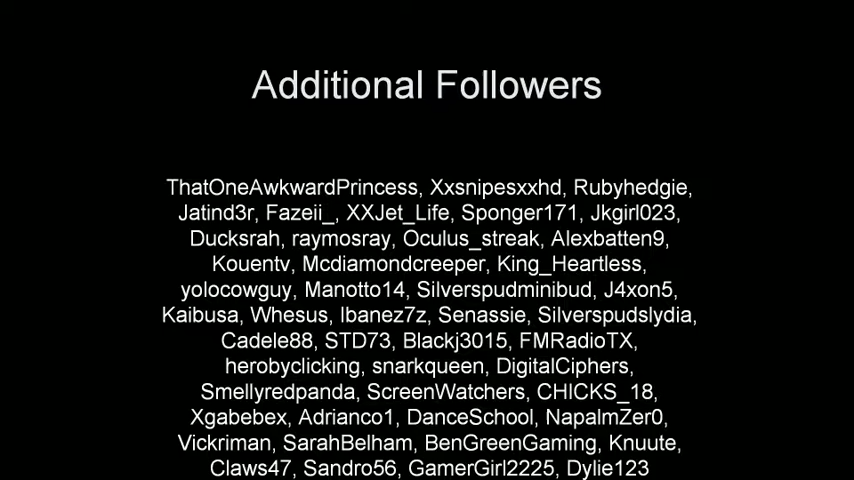 Additional Followers
ThatOneAwkwardPrincess, Xxsnipesxxhd, Rubyhedgie,
Jatind3r, Fazeii_, XXJet_Life, Sponger171, Jkgirl023,
Ducksrah, raymosray, Oculus_streak, Alexbatten9,
Kouentv, Mcdiamondcreeper, King_Heartless,
yolocowguy, Manotto14, Silverspudminibud, J4xon5,
Kaibusa, Whesus, Ibanez7z, Senassie, Silverspudslydia,
Cadele88, STD73, Blackj3015, FMRadioTX,
herobyclicking, snarkqueen, DigitalCiphers,
Smellyredpanda, ScreenWatchers, CHICKS_18,
Xgabebex, Adrianco1, DanceSchool, NapalmZer0,
Vickriman, SarahBelham, BenGreenGaming, Knuute,
Claws47, Sandro56, GamerGirl2225, Dylie123